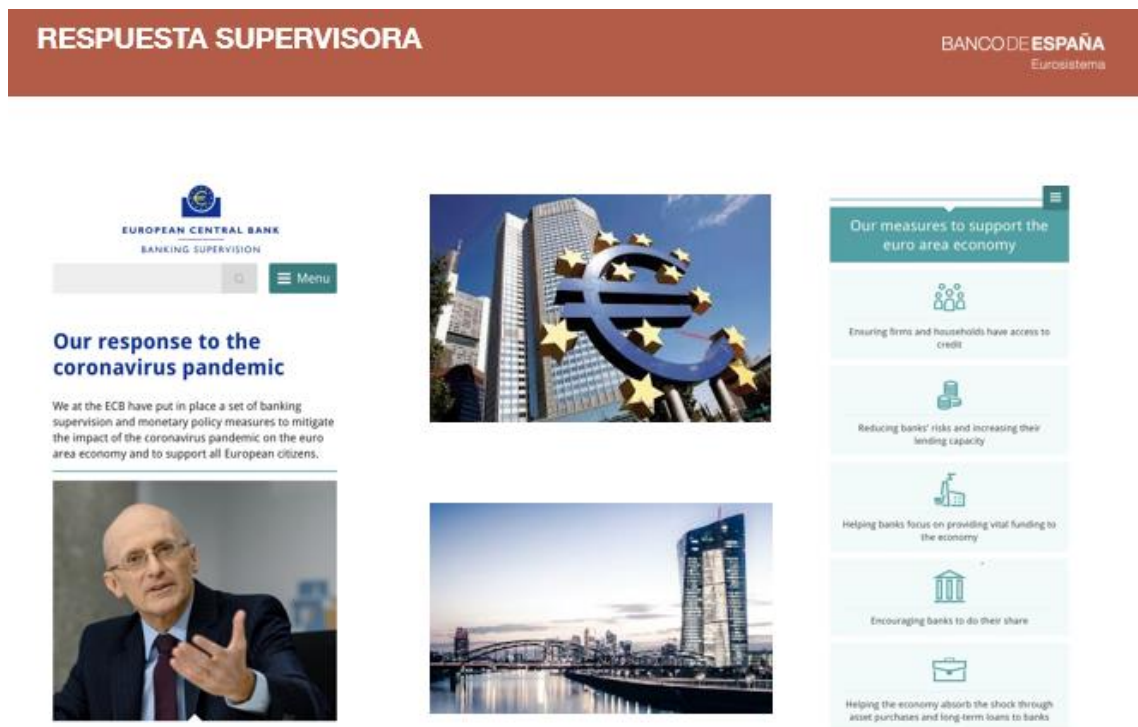 RESPUESTA SUPERVISORA
BANCO DE ESPAÑA
Eurosistema
EUROPEAN CENTRAL BANK
BANKING SUPERVISION
Menu
Our response to the
coronavirus pandemic
We at the ECB have put in place a set of banking
supervision and monetary policy measures to mitigate
the impact of the coronavirus pandemic on the euro
area economy and to support all European citizens.
Our measures to support the
euro area economy
Ensuring firms and households have access to
credit
Reducing banks' risks and increasing their
lending capacity
Helping banks focus on providing vital funding to
the economy
Encouraging banks to do their share
Helping the economy absorb the shock through
asset purchases and long-term loans to banks